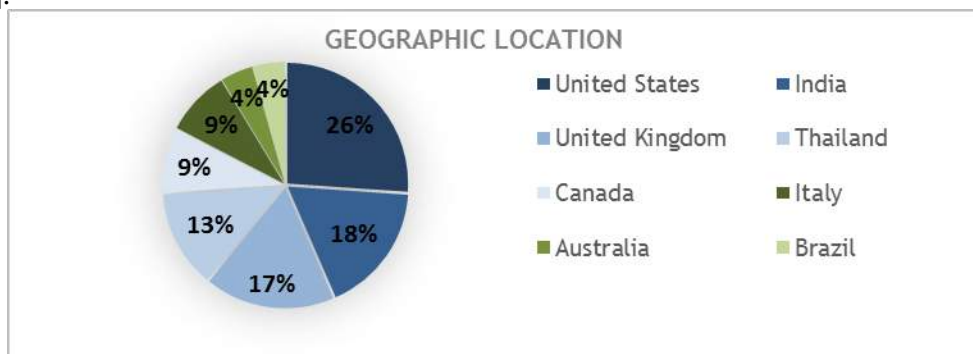 GEOGRAPHIC LOCATION
4%
4%
26%
9%
9%
18%
13%
17%
United States
India
United Kingdom
Thailand
Canada
Italy
Australia
Brazil